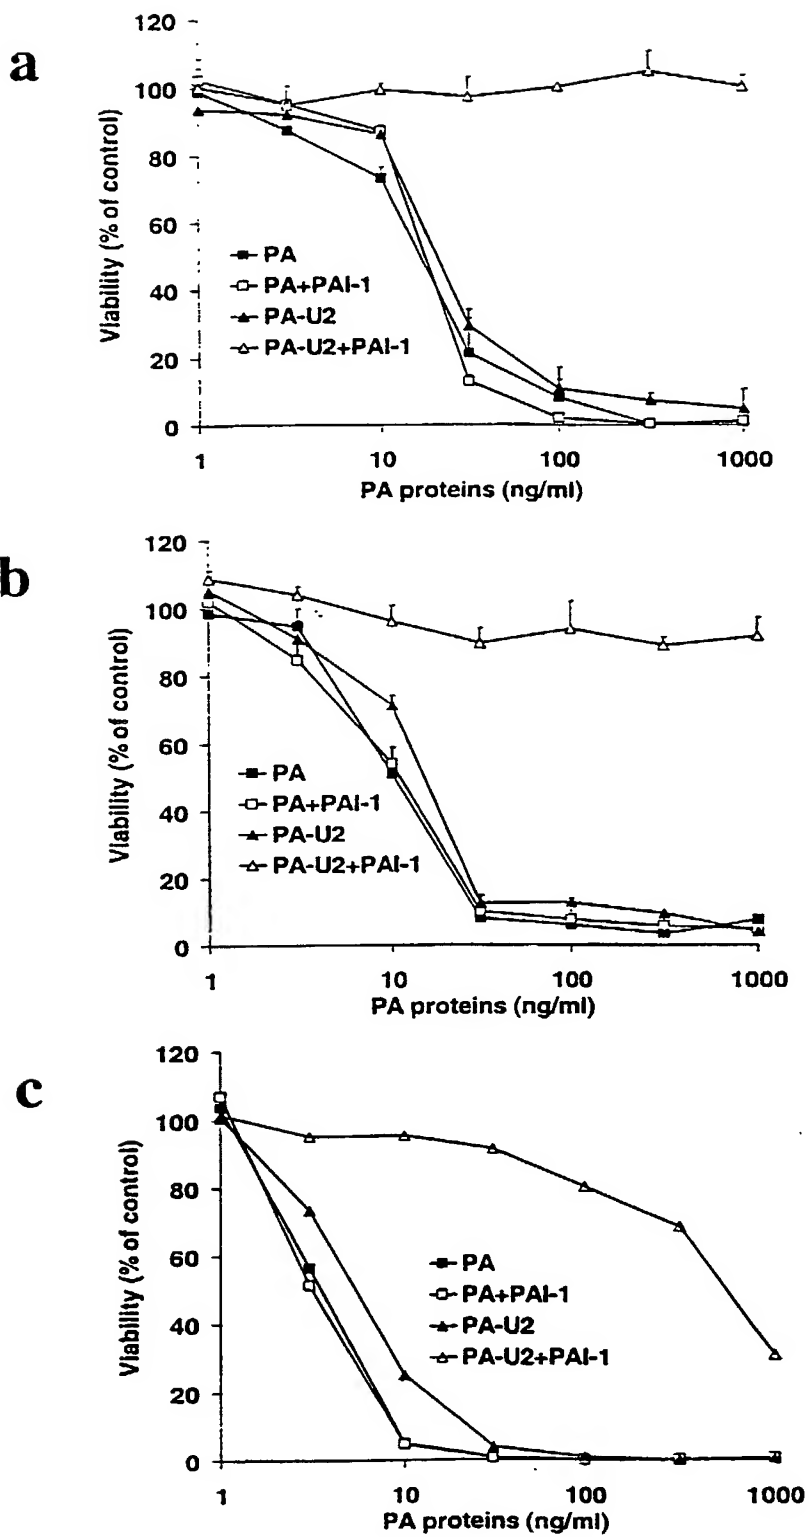 a
120
100
80
60
40
20
0
Viability (% of control)
PA
PA+PAI-1
PA-U2
PA-U2+PAI-1
1 10 100 1000
PA proteins (ng/ml)
b
120
100
80
60
40
20
0
Viability (% of control)
PA
PA+PAI-1
PA-U2
PA-U2+PAI-1
1 10 100 1000
PA proteins (ng/ml)
c
120
100
80
60
40
20
0
Viability (% of control)
PA
PA+PAI-1
PA-U2
PA-U2+PAI-1
1 10 100 1000
PA proteins (ng/ml)